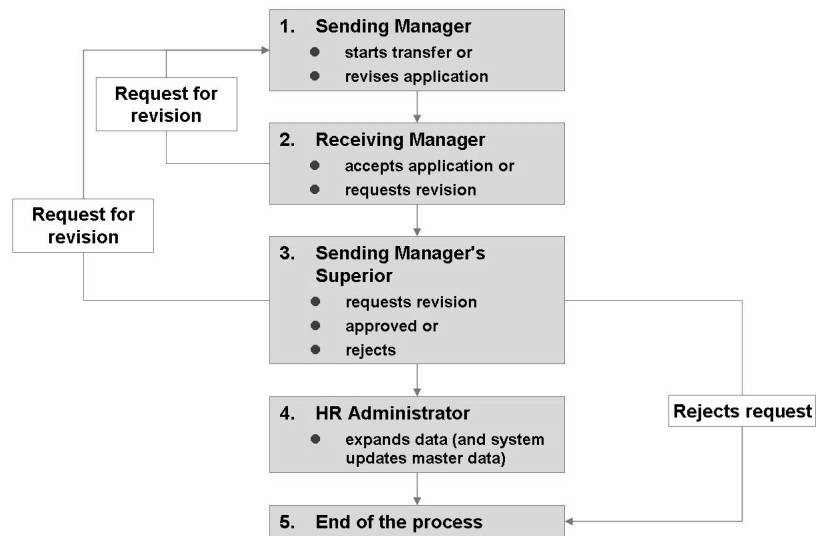 1. Sending Manager
● starts transfer or
● revises application
Request for
revision
2. Receiving Manager
● accepts application or
● requests revision
Request for
revision
3. Sending Manager's
Superior
● requests revision
● approved or
● rejects
Rejects request
4. HR Administrator
● expands data (and system
updates master data)
5. End of the process